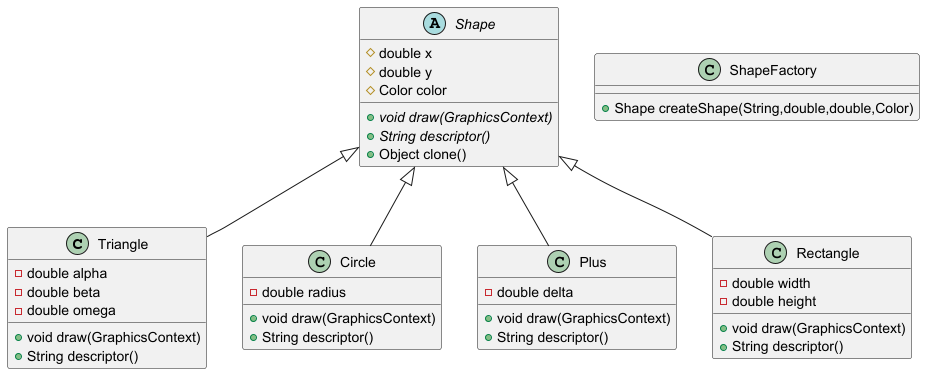 A Shape
double x
double y
Color color
void draw(GraphicsContext)
String descriptor()
Object clone()
C ShapeFactory
Shape createShape(String,double,double,Color)
C Triangle
double alpha
double beta
double omega
void draw(GraphicsContext)
String descriptor()
C Circle
double radius
void draw(GraphicsContext)
String descriptor()
C Plus
double delta
void draw(GraphicsContext)
String descriptor()
C Rectangle
double width
double height
void draw(GraphicsContext)
String descriptor()